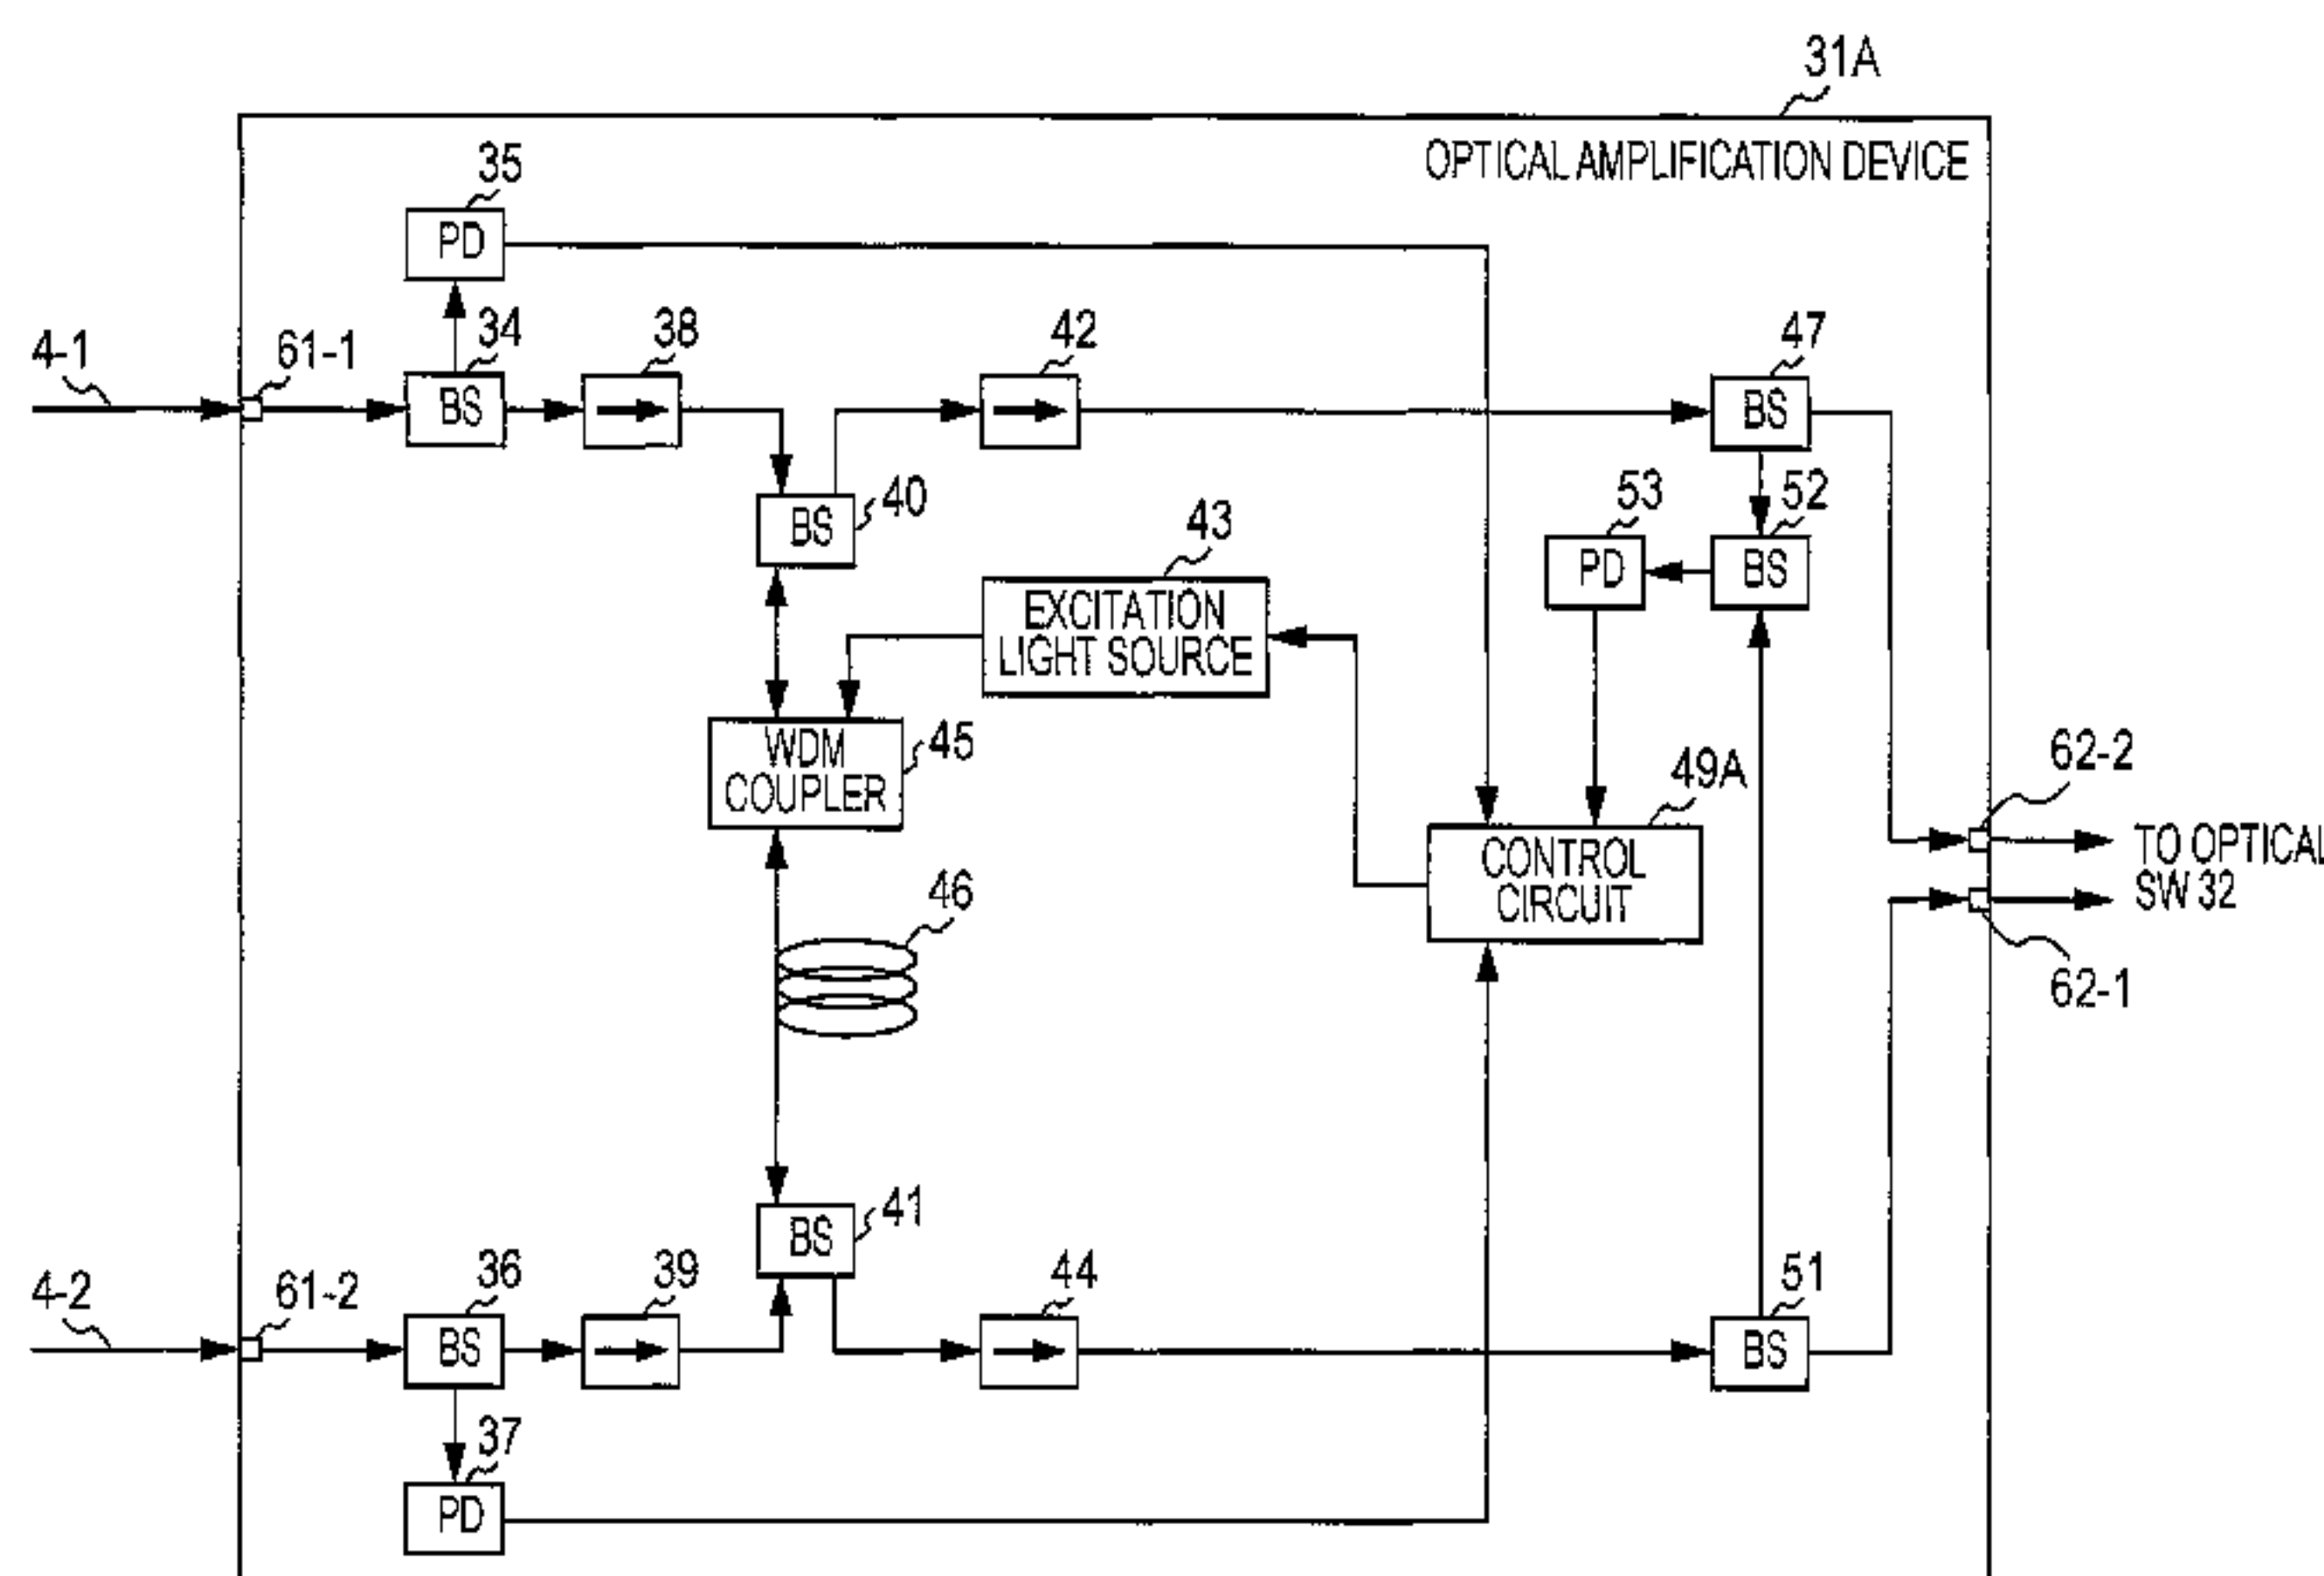 31A
OPTICAL AMPLIFICATION DEVICE
35
PD
4-1
61-1
34
BS
38
42
47
BS
40
BS
43
EXCITATION
LIGHT SOURCE
53
PD
52
BS
WDM
COUPLER
45
49A
CONTROL
CIRCUIT
62-2
TO OPTICAL
SW 32
62-1
46
41
BS
4-2
61-2
36
BS
39
44
51
BS
37
PD